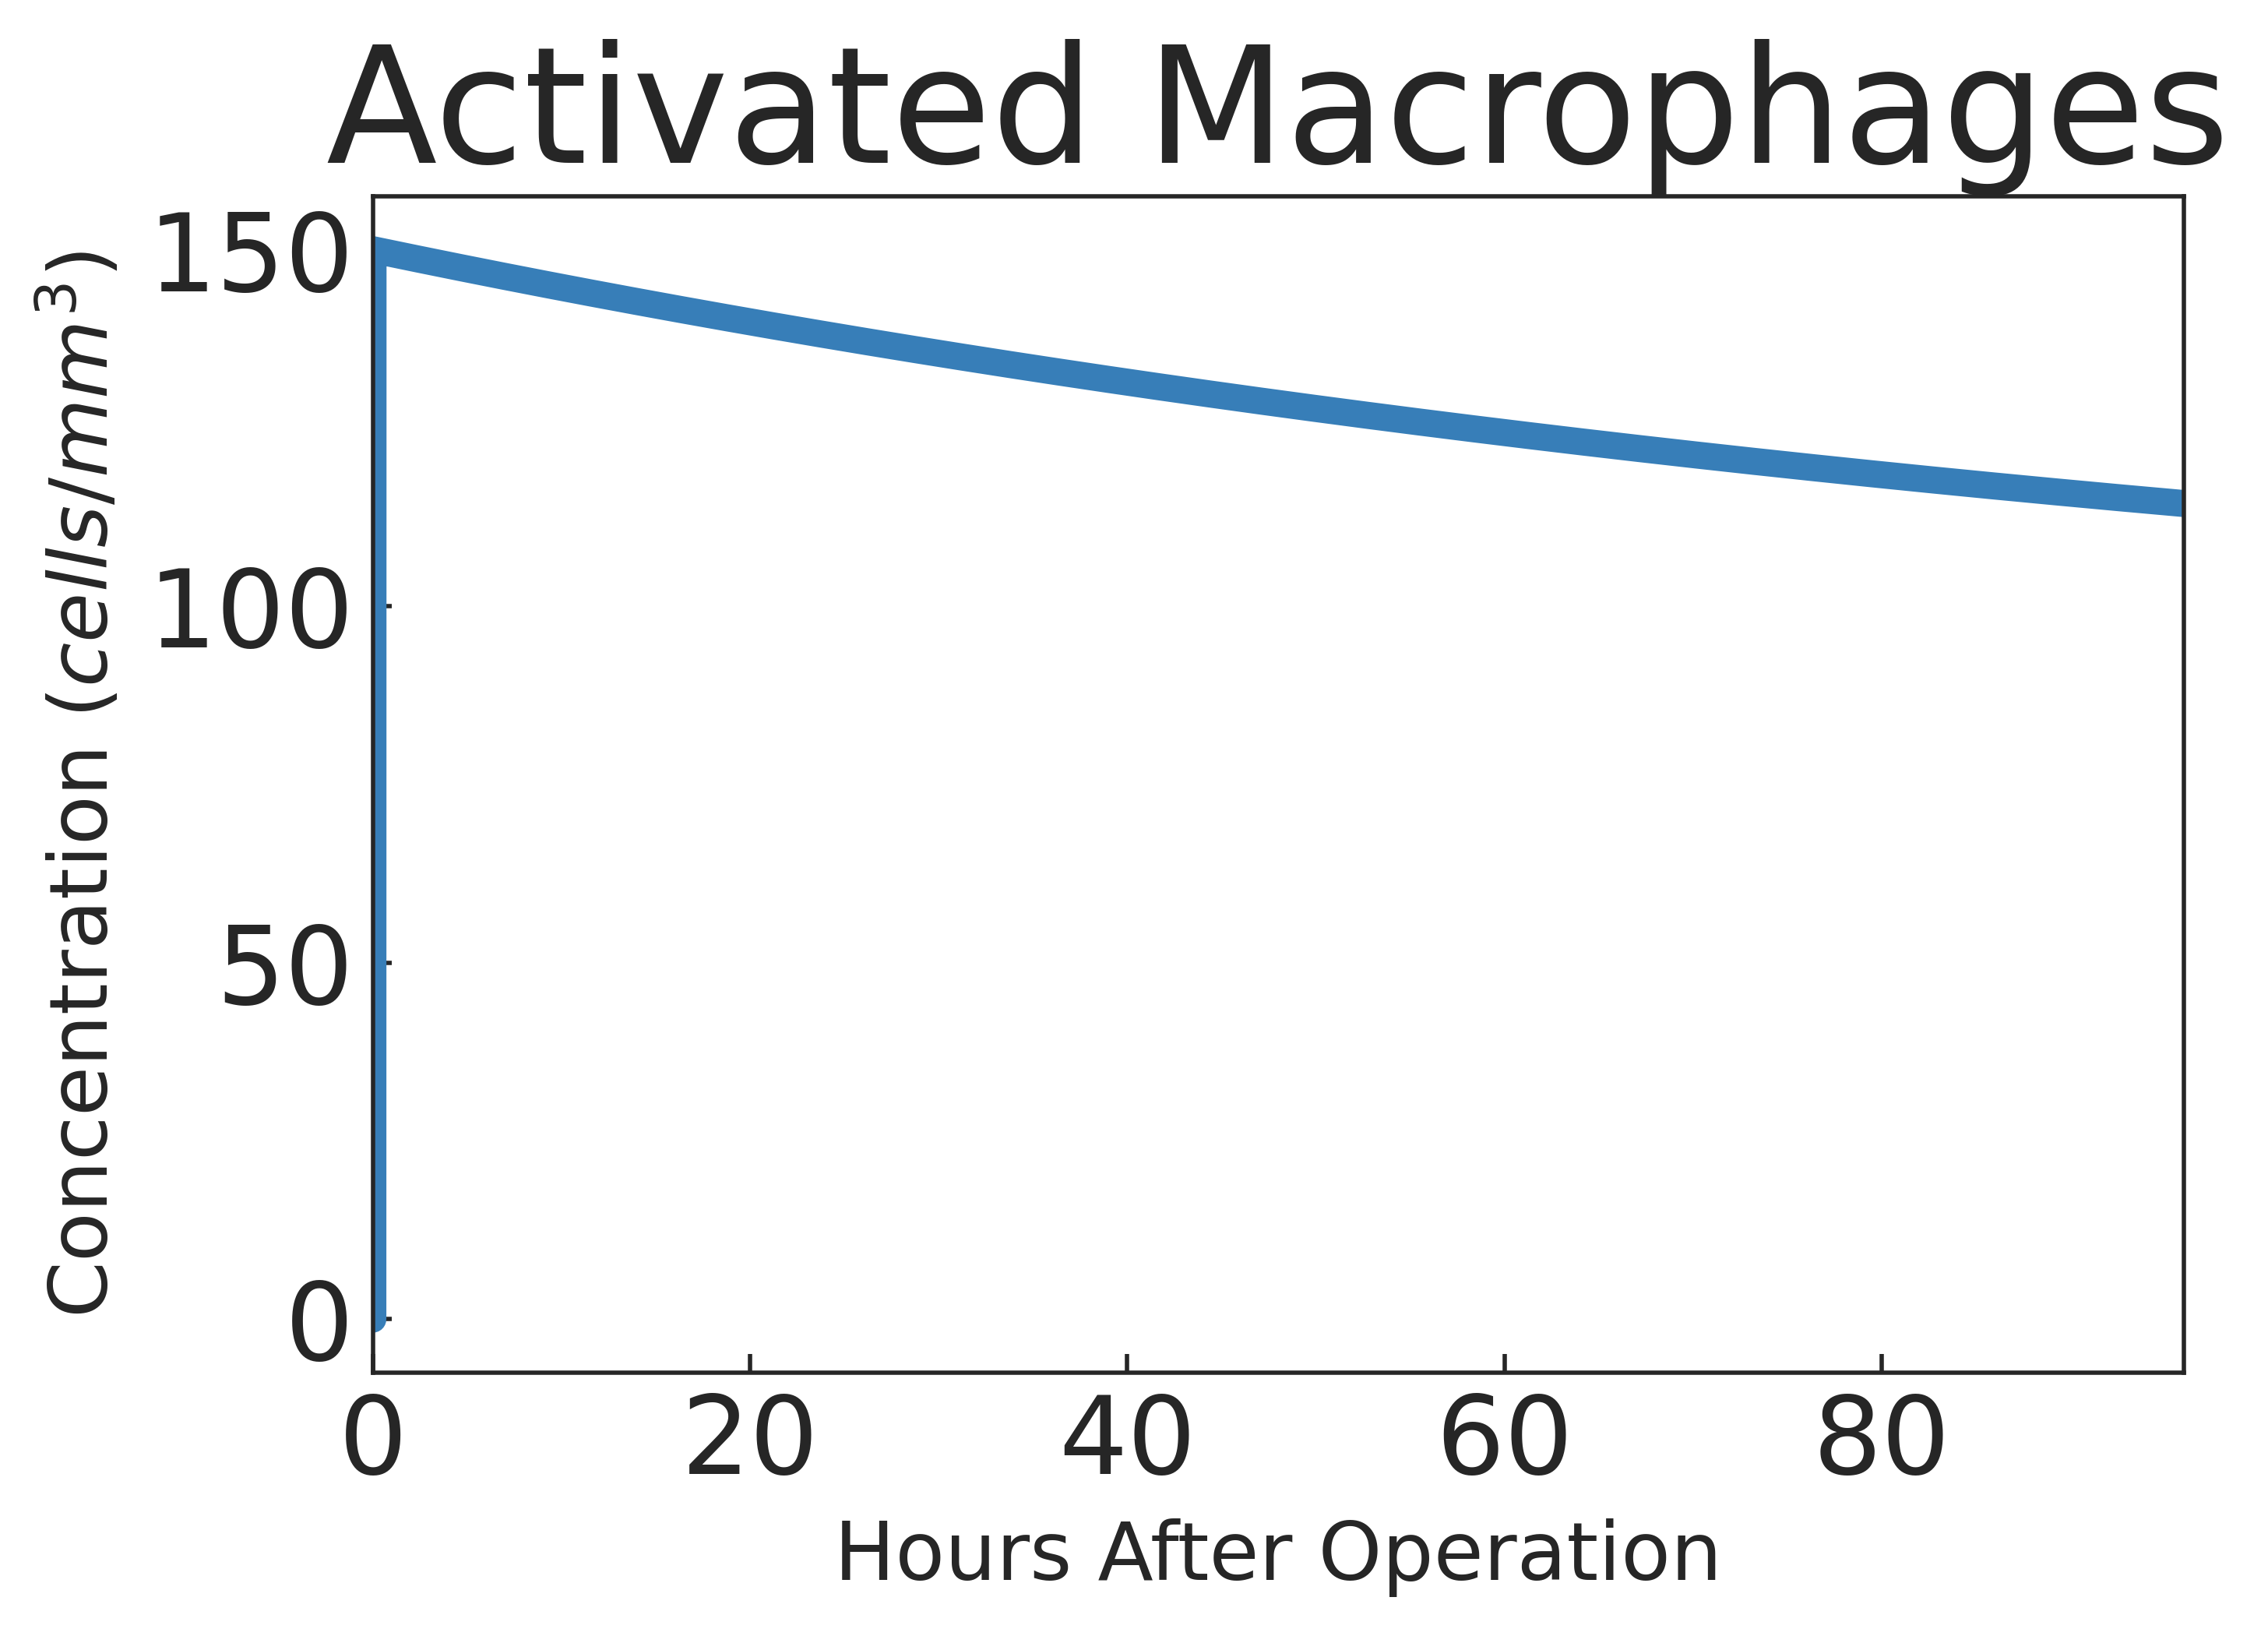 Activated Macrophages
Concentration (cells/mm³)
150
100
50
0
0 20 40 60 80
Hours After Operation